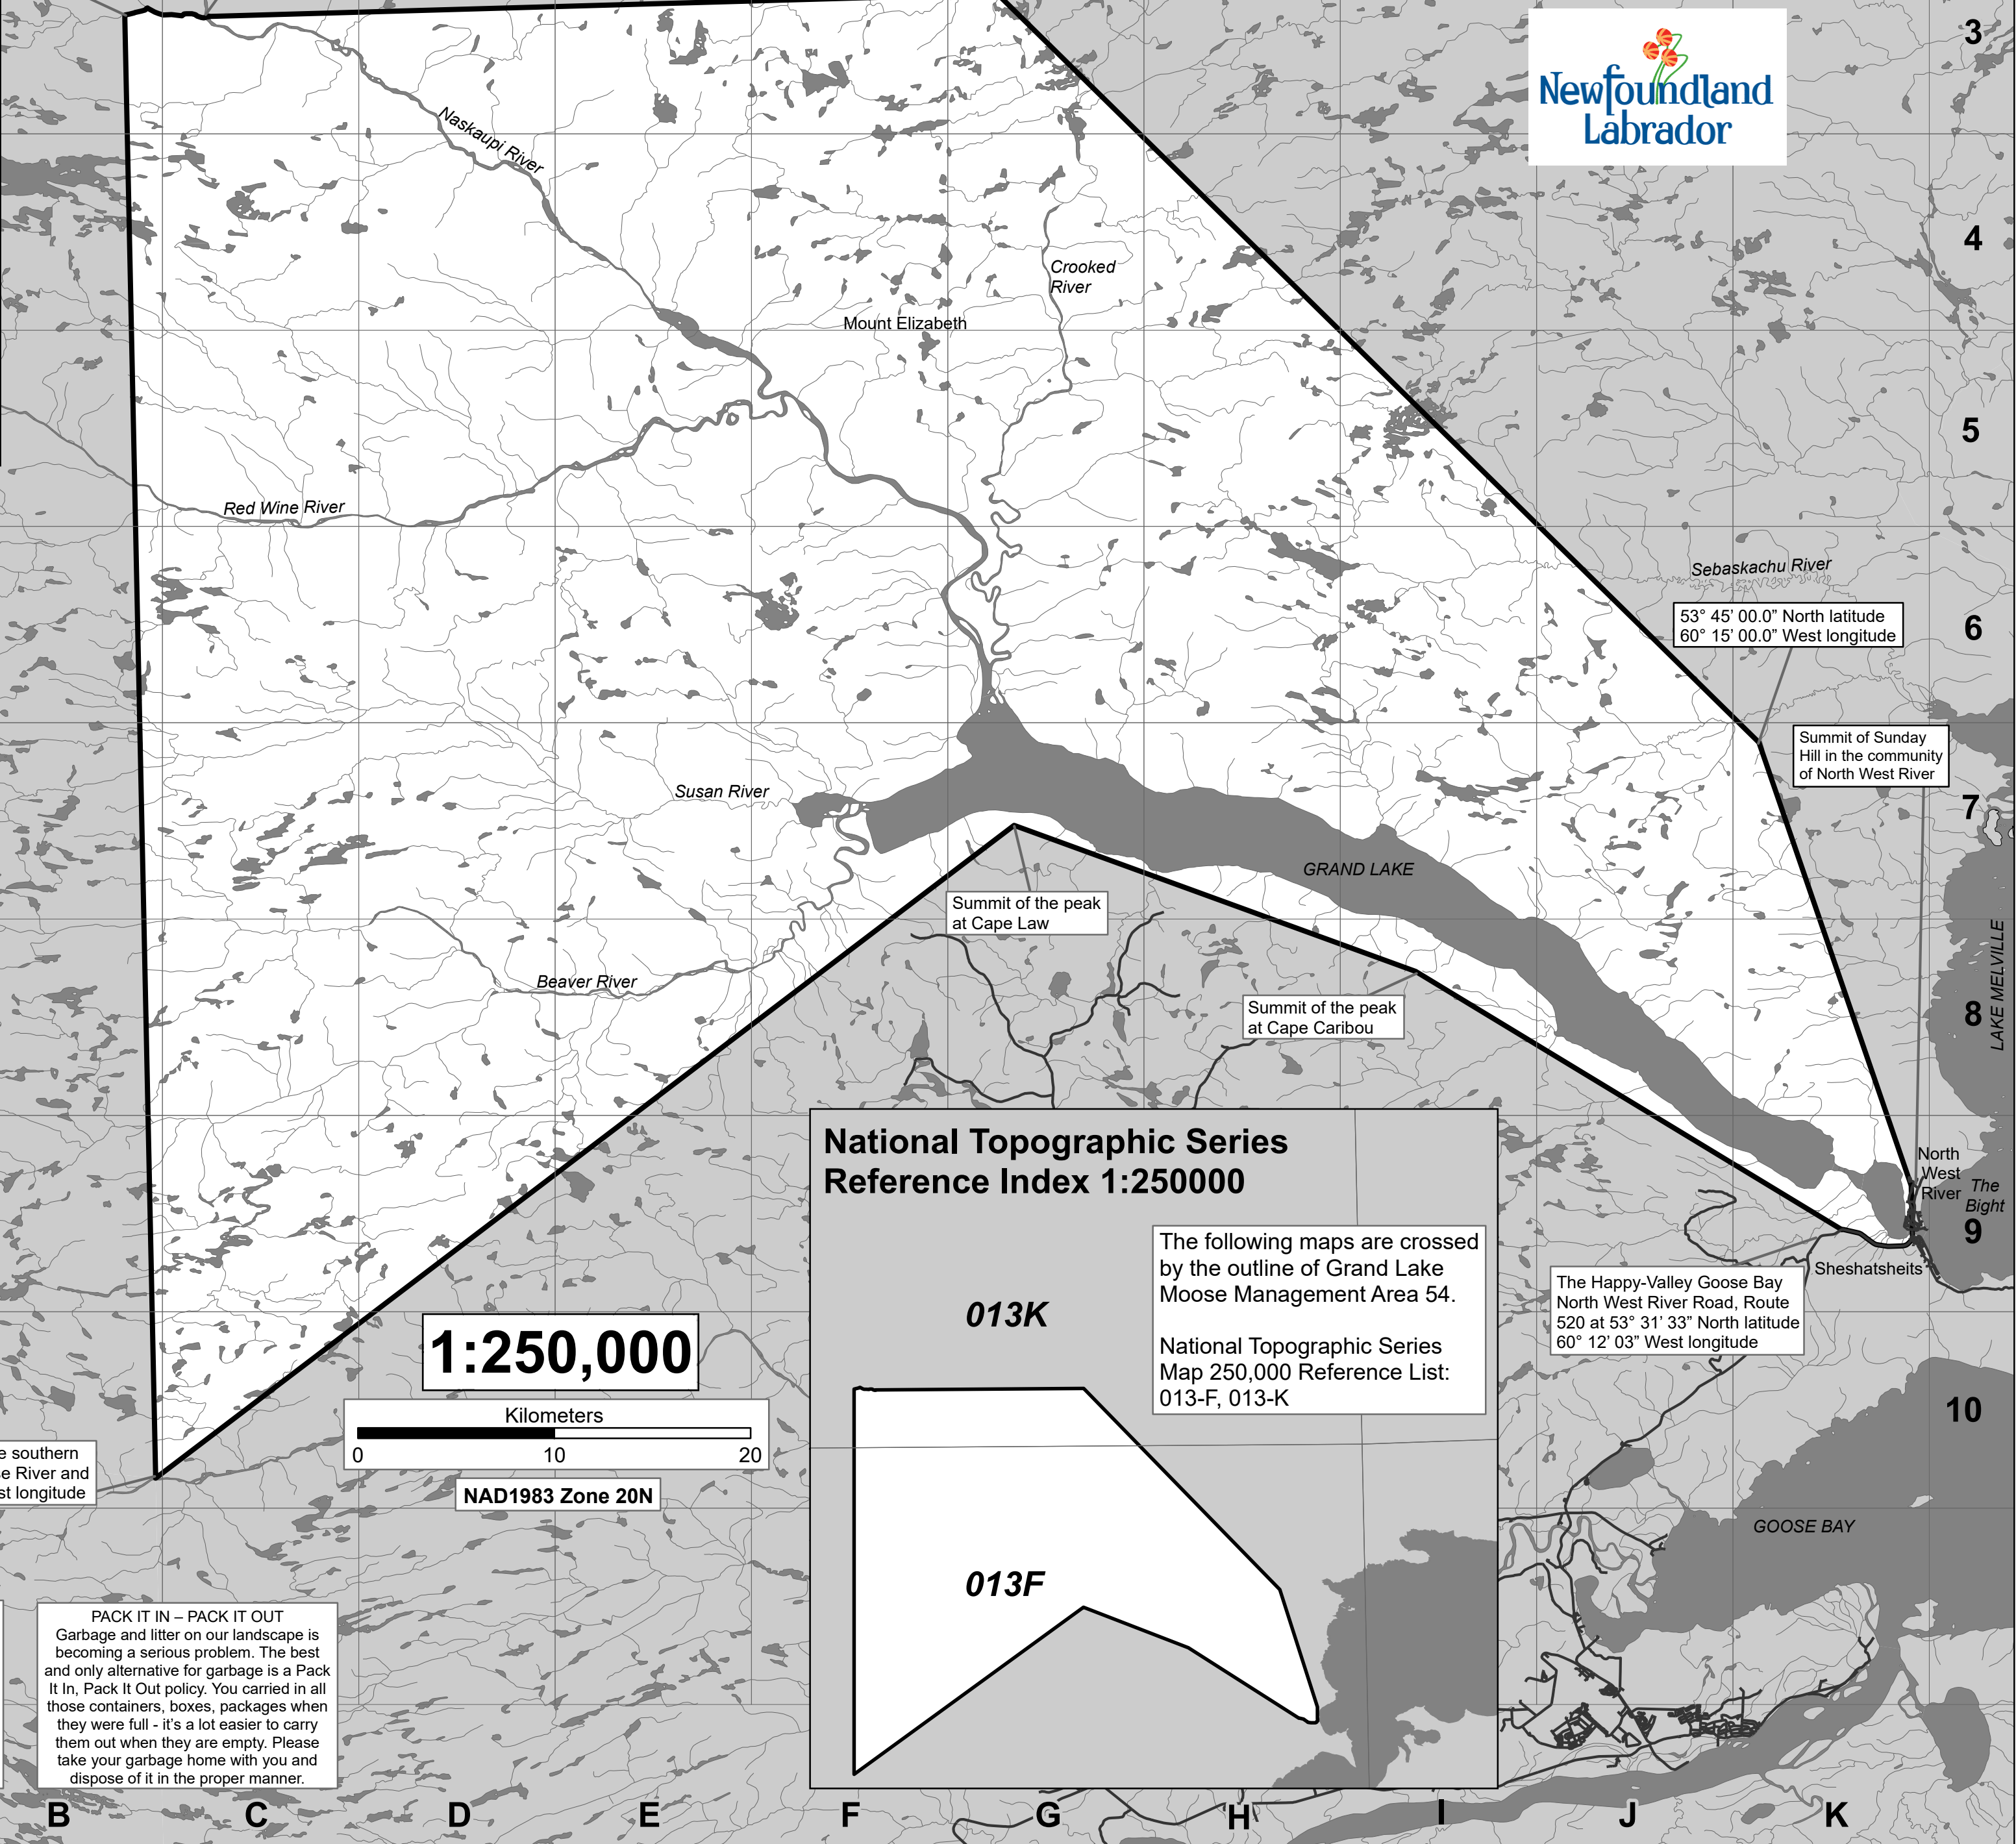 3
Newfoundland
Labrador
Naskaupi River
4
Crooked
River
Mount Elizabeth
5
Red Wine River
Sebaskachu River
53° 45’ 00.0” North latitude
60° 15’ 00.0” West longitude
6
Summit of Sunday
Hill in the community
of North West River
Susan River
7
GRAND LAKE
Summit of the peak
at Cape Law
LAKE MELVILLE
Beaver River
Summit of the peak
at Cape Caribou
8
National Topographic Series
Reference Index 1:250000
North
West
River
The
Bight
9
The following maps are crossed
by the outline of Grand Lake
Moose Management Area 54.
National Topographic Series
Map 250,000 Reference List:
013-F, 013-K
013K
013F
Sheshatsheits
The Happy-Valley Goose Bay
North West River Road, Route
520 at 53° 31’ 33” North latitude
60° 12’ 03” West longitude
1:250,000
Kilometers
0 10 20
NAD1983 Zone 20N
10
e southern
e River and
st longitude
GOOSE BAY
PACK IT IN – PACK IT OUT
Garbage and litter on our landscape is
becoming a serious problem. The best
and only alternative for garbage is a Pack
It In, Pack It Out policy. You carried in all
those containers, boxes, packages when
they were full - it’s a lot easier to carry
them out when they are empty. Please
take your garbage home with you and
dispose of it in the proper manner.
B C D E F G H I J K